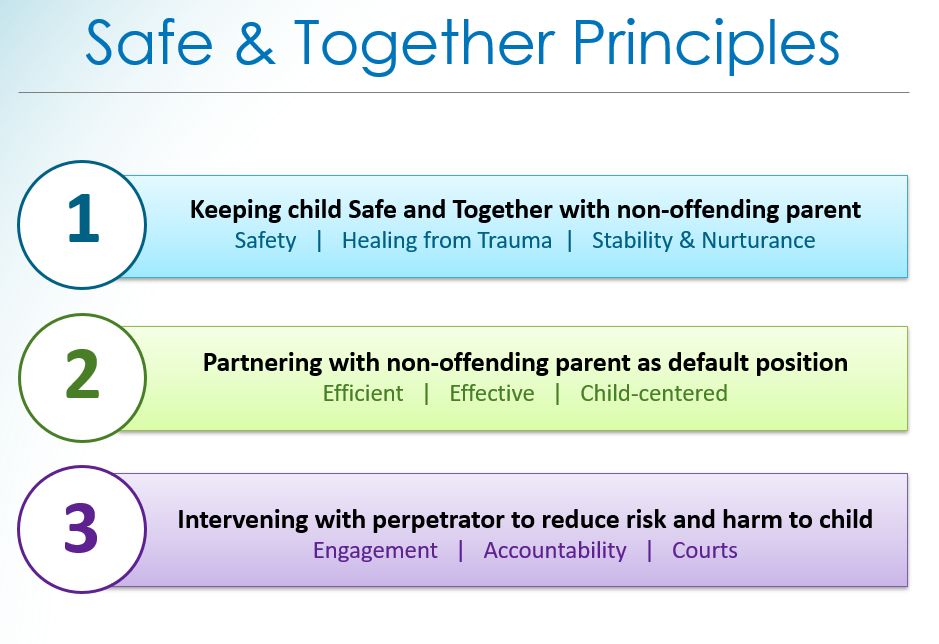 Safe & Together Principles
1
Keeping child Safe and Together with non-offending parent
Safety | Healing from Trauma | Stability & Nurturance
2
Partnering with non-offending parent as default position
Efficient | Effective | Child-centered
3
Intervening with perpetrator to reduce risk and harm to child
Engagement | Accountability | Courts